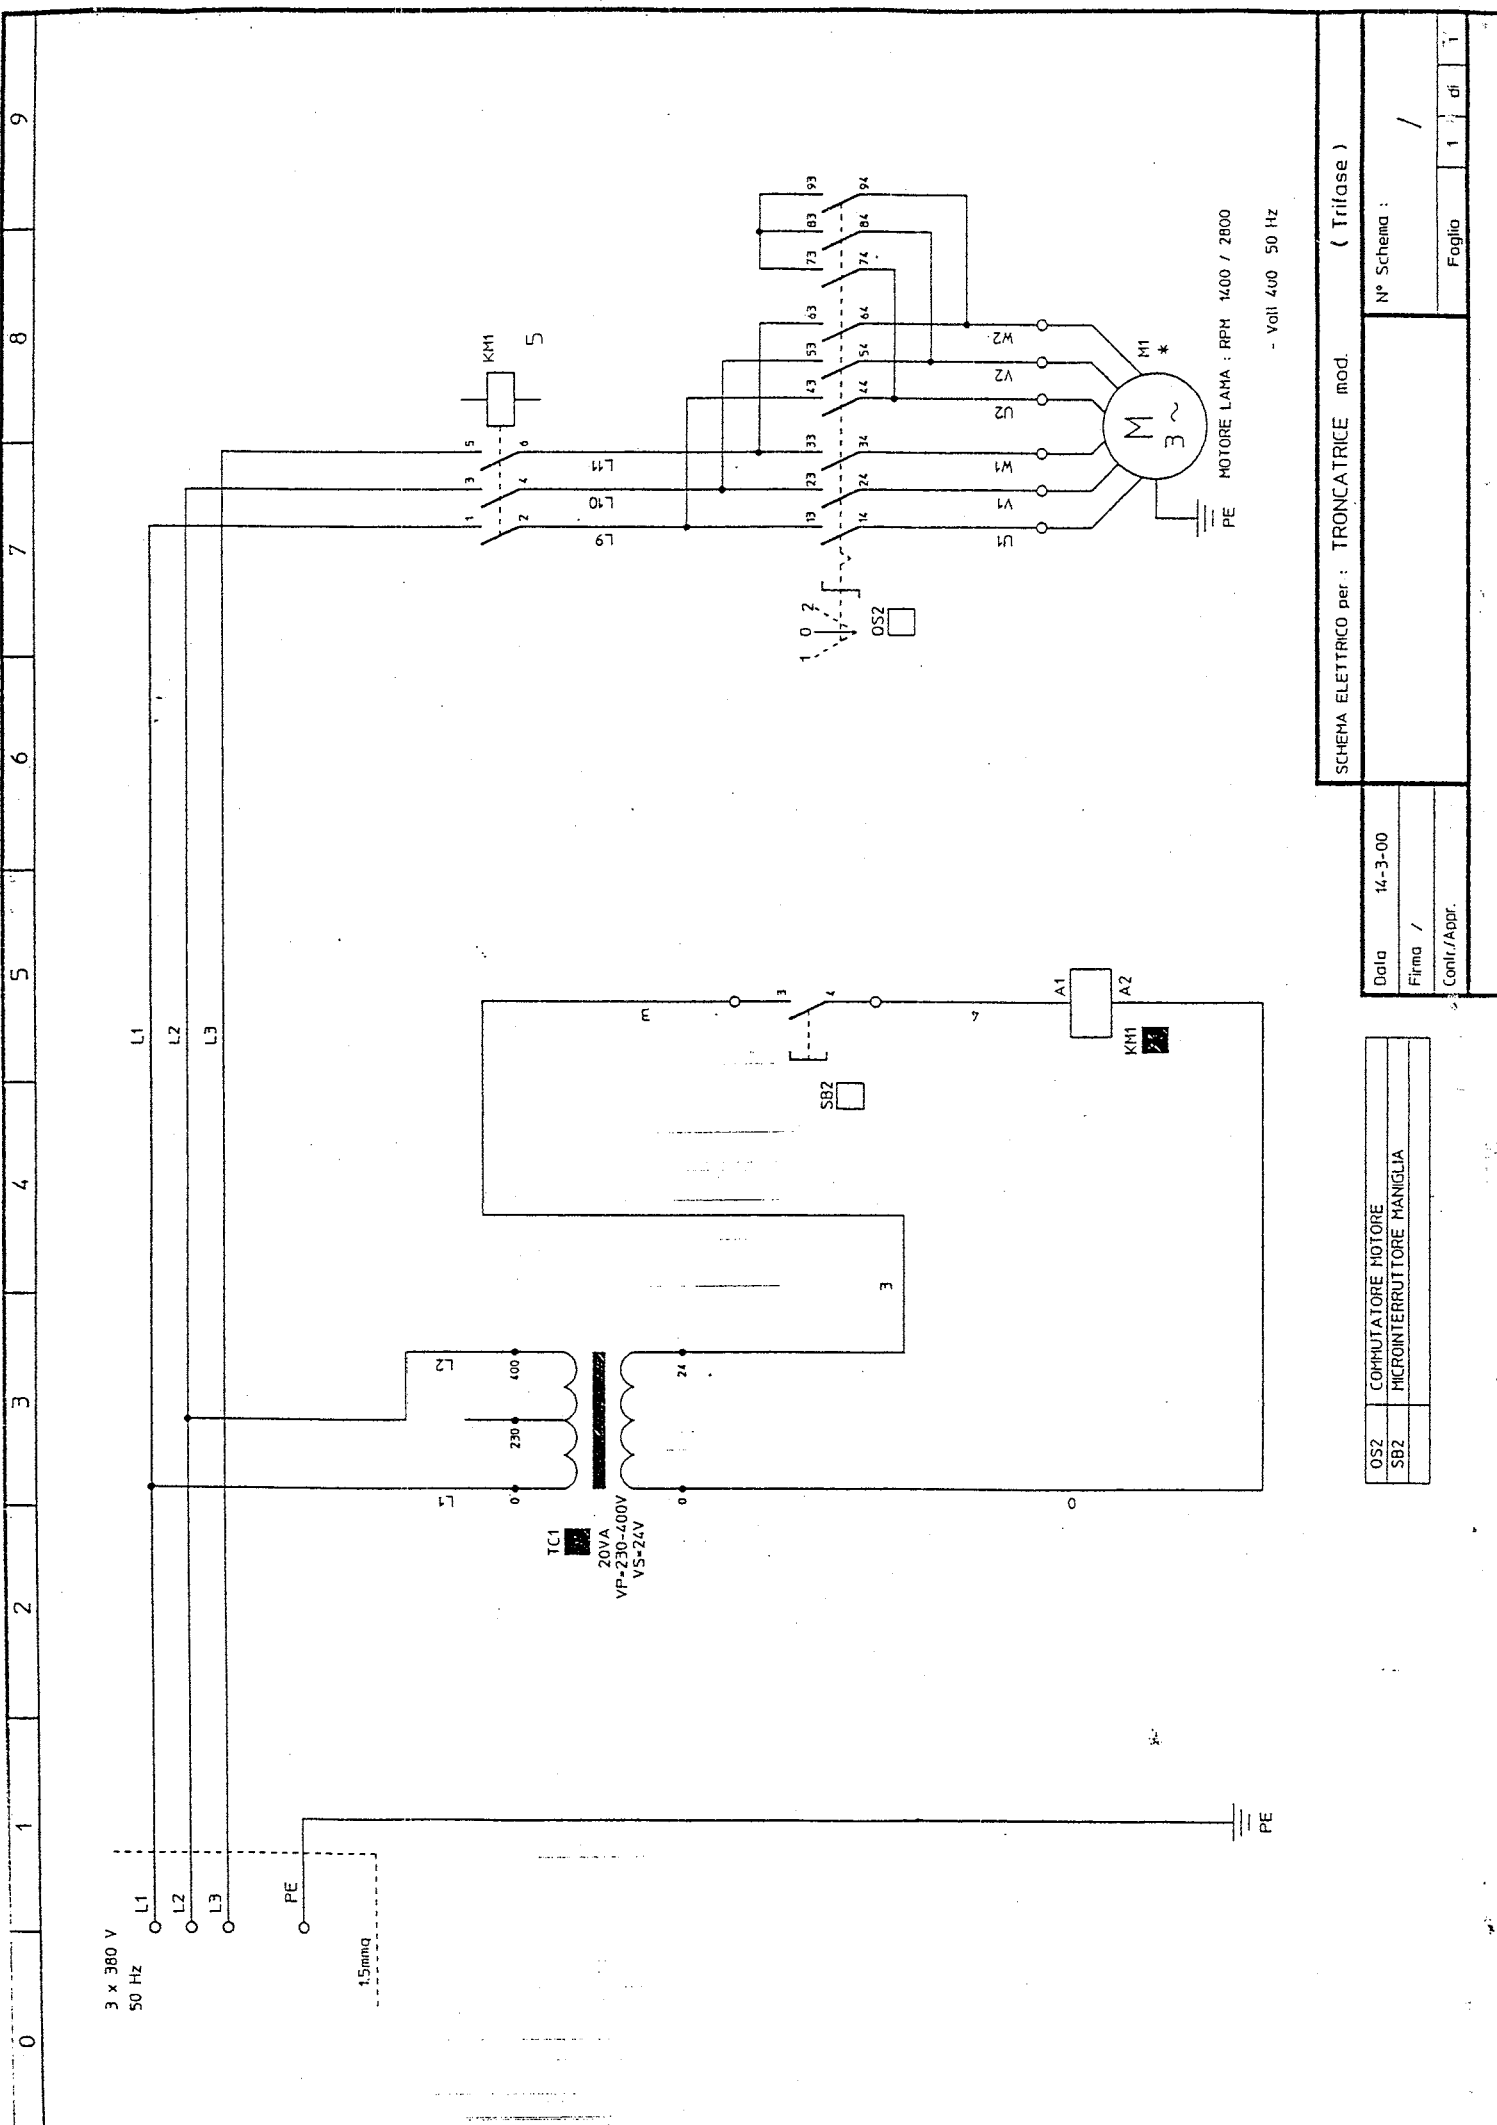 0 1 2 3 4 5 6 7 8 9
3 x 380 V
50 Hz
L1
L2
L3
PE
1.5mmq
PE
L1
L2
L3
L1
L2
0 230 400
TC1
20VA
VP=230-400V
VS=24V
0 24
3
0
3
SB2
3
4
4
A1
A2
KM1
KM1
5
1 3 5
2 4 6
L9 L10 L11
1 0 2
OS2
13 23 33 43 53 63 73 83 93
14 24 34 44 54 64 74 84 94
U1 V1 W1 U2 V2 W2
M
3 ~
M1
*
PE
MOTORE LAMA : RPM 1400 / 2800
- Volt 400 50 Hz
OS2 COMMUTATORE MOTORE
SB2 MICROINTERRUTTORE MANIGLIA
SCHEMA ELETTRICO per : TRONCATRICE mod. ( Trifase )
Data 14-3-00
Firma /
Contr./Appr.
N° Schema :
/
Foglio 1 di 1